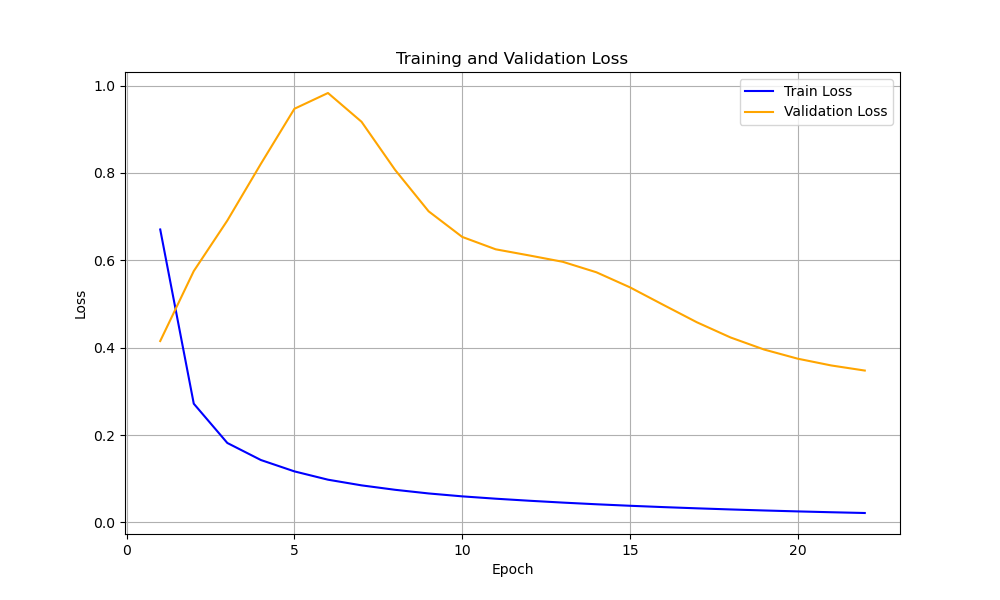 Training and Validation Loss
Train Loss
Validation Loss
1.0
0.8
0.6
0.4
0.2
0.0
Loss
0 5 10 15 20
Epoch